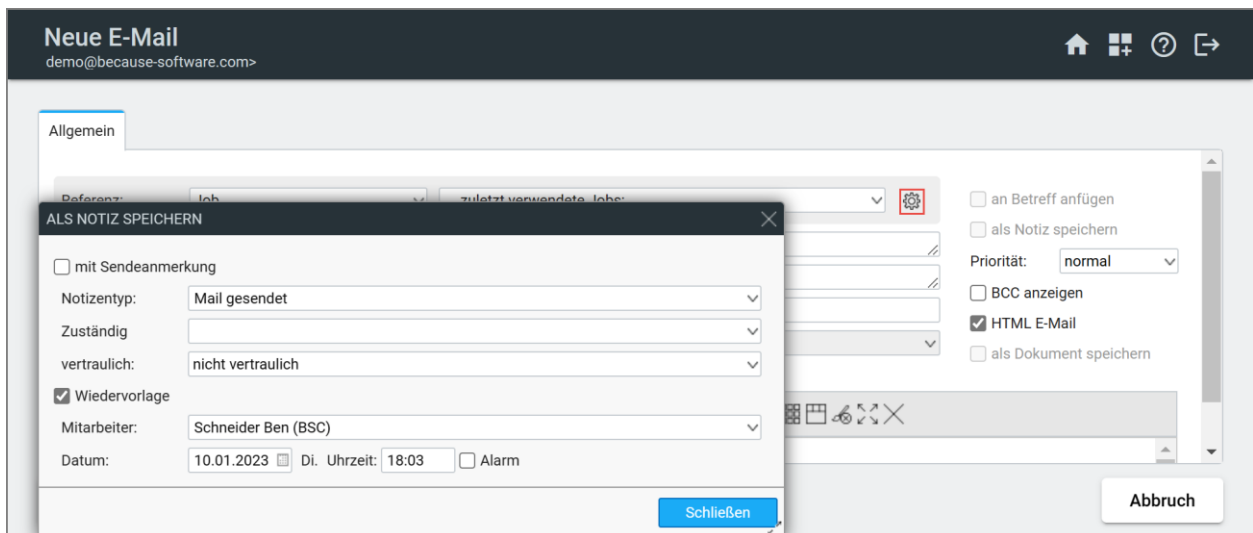 Neue E-Mail
demo@because-software.com>
Allgemein
Referenz: Job zuletzt verwendete Jobs:
an Betreff anfügen
als Notiz speichern
Priorität: normal
BCC anzeigen
HTML E-Mail
als Dokument speichern
ALS NOTIZ SPEICHERN
mit Sendeanmerkung
Notizentyp: Mail gesendet
Zuständig
vertraulich: nicht vertraulich
Wiedervorlage
Mitarbeiter: Schneider Ben (BSC)
Datum: 10.01.2023 Di. Uhrzeit: 18:03 Alarm
Schließen
Abbruch